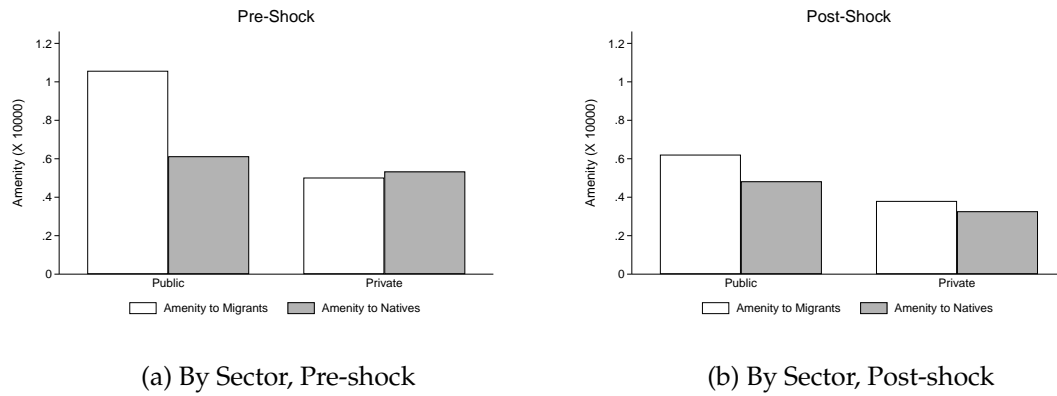 Pre-Shock
Amenity (X 10000)
1.2
1
.8
.6
.4
.2
0
Public
Private
Amenity to Migrants
Amenity to Natives
(a) By Sector, Pre-shock
Post-Shock
Amenity (X 10000)
1.2
1
.8
.6
.4
.2
0
Public
Private
Amenity to Migrants
Amenity to Natives
(b) By Sector, Post-shock